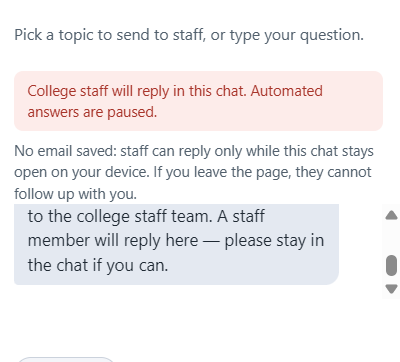 Pick a topic to send to staff, or type your question.
College staff will reply in this chat. Automated
answers are paused.
No email saved: staff can reply only while this chat stays
open on your device. If you leave the page, they cannot
follow up with you.
to the college staff team. A staff
member will reply here — please stay in
the chat if you can.